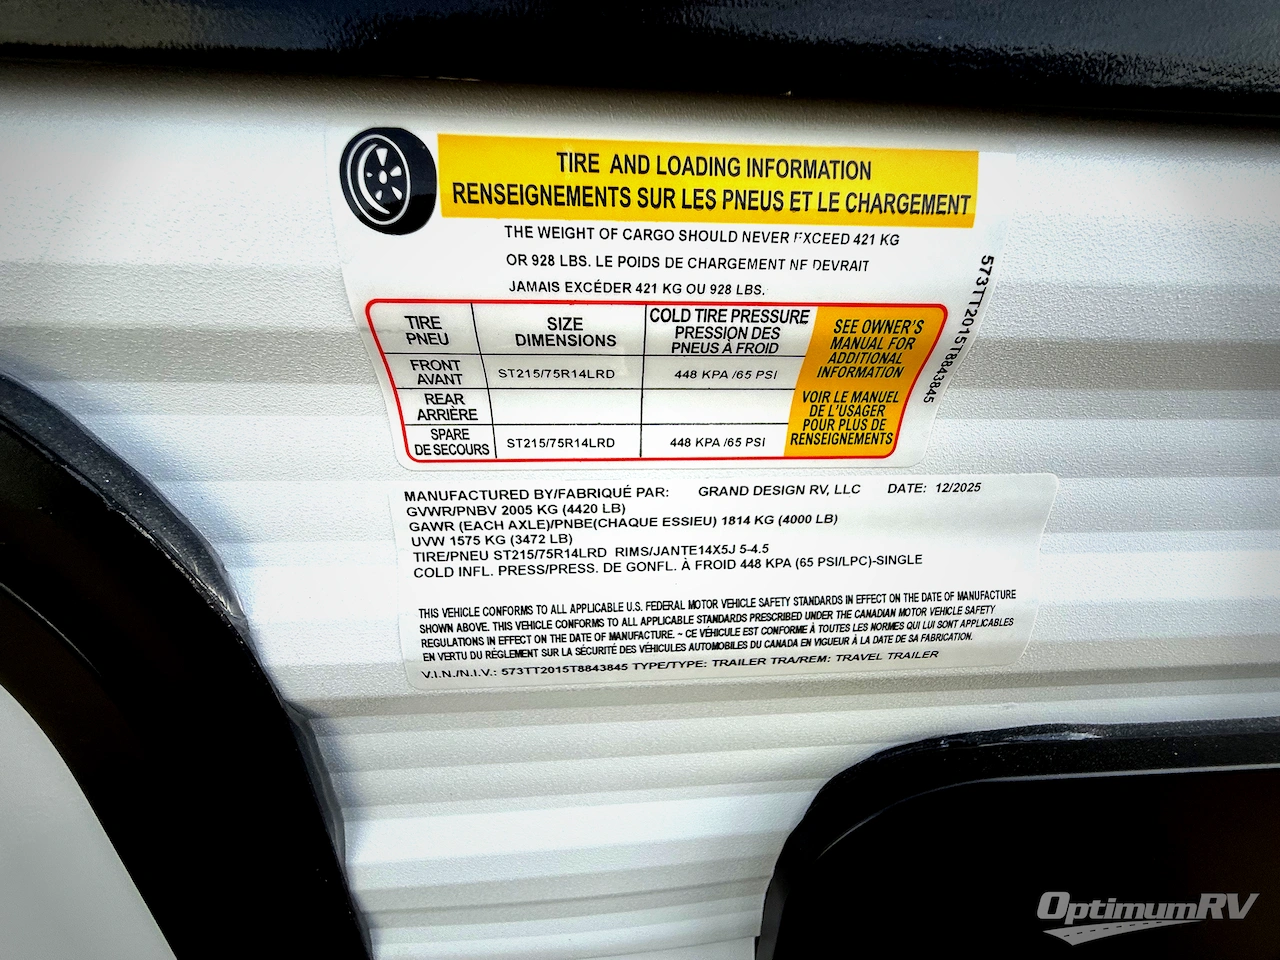 TIRE AND LOADING INFORMATION
RENSEIGNEMENTS SUR LES PNEUS ET LE CHARGEMENT
THE WEIGHT OF CARGO SHOULD NEVER EXCEED 421 KG
OR 928 LBS. LE POIDS DE CHARGEMENT NE DEVRAIT
JAMAIS EXCÉDER 421 KG OU 928 LBS.
573TT2015T8843845
TIRE
PNEU
SIZE
DIMENSIONS
COLD TIRE PRESSURE
PRESSION DES
PNEUS À FROID
SEE OWNER'S
MANUAL FOR
ADDITIONAL
INFORMATION
VOIR LE MANUEL
DE L'USAGER
POUR PLUS DE
RENSEIGNEMENTS
FRONT
AVANT
ST215/75R14LRD
448 KPA /65 PSI
REAR
ARRIÈRE
SPARE
DE SECOURS
ST215/75R14LRD
448 KPA /65 PSI
MANUFACTURED BY/FABRIQUÉ PAR: GRAND DESIGN RV, LLC DATE: 12/2025
GVWR/PNBV 2005 KG (4420 LB)
GAWR (EACH AXLE)/PNBE(CHAQUE ESSIEU) 1814 KG (4000 LB)
UVW 1575 KG (3472 LB)
TIRE/PNEU ST215/75R14LRD RIMS/JANTE14X5J 5-4.5
COLD INFL. PRESS/PRESS. DE GONFL. À FROID 448 KPA (65 PSI/LPC)-SINGLE
THIS VEHICLE CONFORMS TO ALL APPLICABLE U.S. FEDERAL MOTOR VEHICLE SAFETY STANDARDS IN EFFECT ON THE DATE OF MANUFACTURE
SHOWN ABOVE. THIS VEHICLE CONFORMS TO ALL APPLICABLE STANDARDS PRESCRIBED UNDER THE CANADIAN MOTOR VEHICLE SAFETY
REGULATIONS IN EFFECT ON THE DATE OF MANUFACTURE. ~ CE VÉHICULE EST CONFORME À TOUTES LES NORMES QUI LUI SONT APPLICABLES
EN VERTU DU RÈGLEMENT SUR LA SÉCURITÉ DES VÉHICULES AUTOMOBILES DU CANADA EN VIGUEUR À LA DATE DE SA FABRICATION.
V.I.N./N.I.V.: 573TT2015T8843845 TYPE/TYPE: TRAILER TRA/REM: TRAVEL TRAILER
OptimumRV